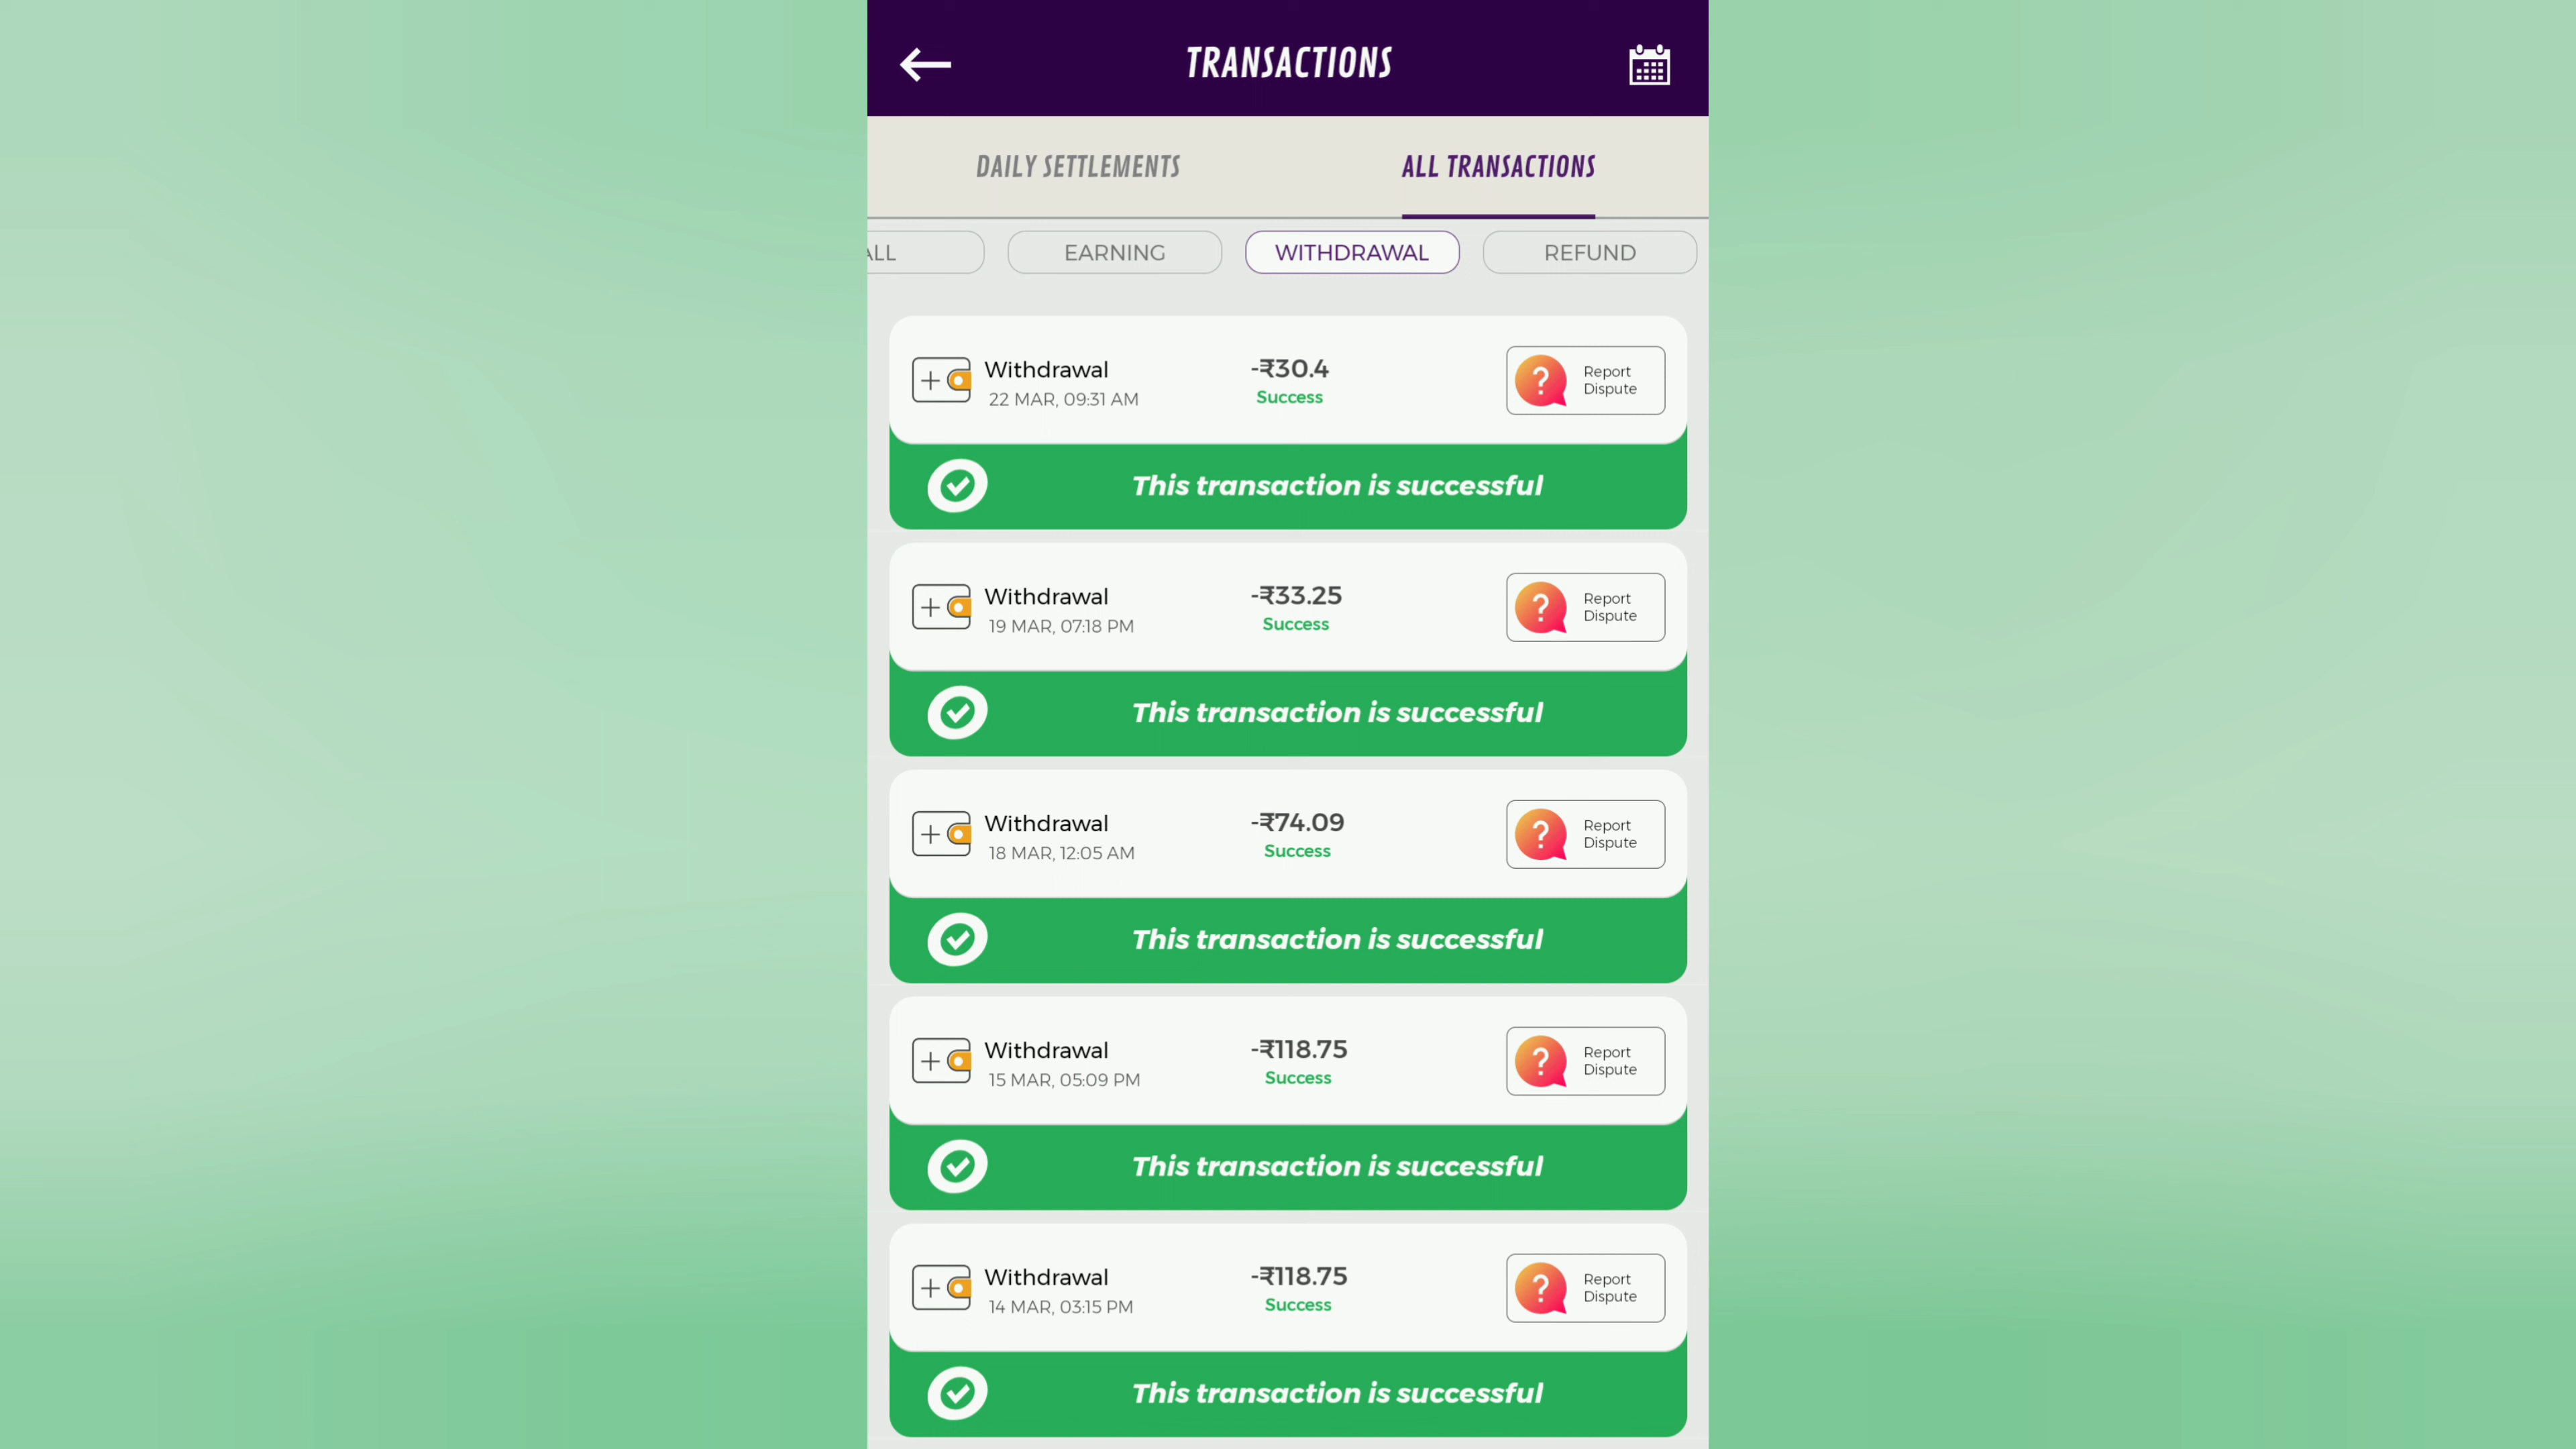 TRANSACTIONS
DAILY SETTLEMENTS ALL TRANSACTIONS
ALL EARNING WITHDRAWAL REFUND
Withdrawal -₹30.4 Report
22 MAR, 09:31 AM Success Dispute
This transaction is successful
Withdrawal -₹33.25 Report
19 MAR, 07:18 PM Success Dispute
This transaction is successful
Withdrawal -₹74.09 Report
18 MAR, 12:05 AM Success Dispute
This transaction is successful
Withdrawal -₹118.75 Report
15 MAR, 05:09 PM Success Dispute
This transaction is successful
Withdrawal -₹118.75 Report
14 MAR, 03:15 PM Success Dispute
This transaction is successful